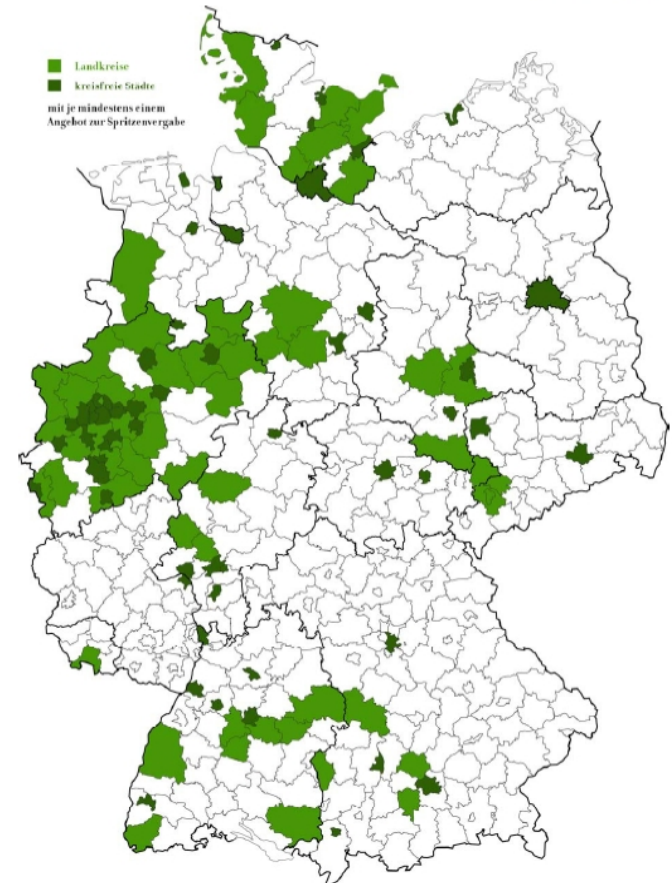 Landkreise
kreisfreie Städte
mit je mindestens einem
Angebot zur Spritzenvergabe